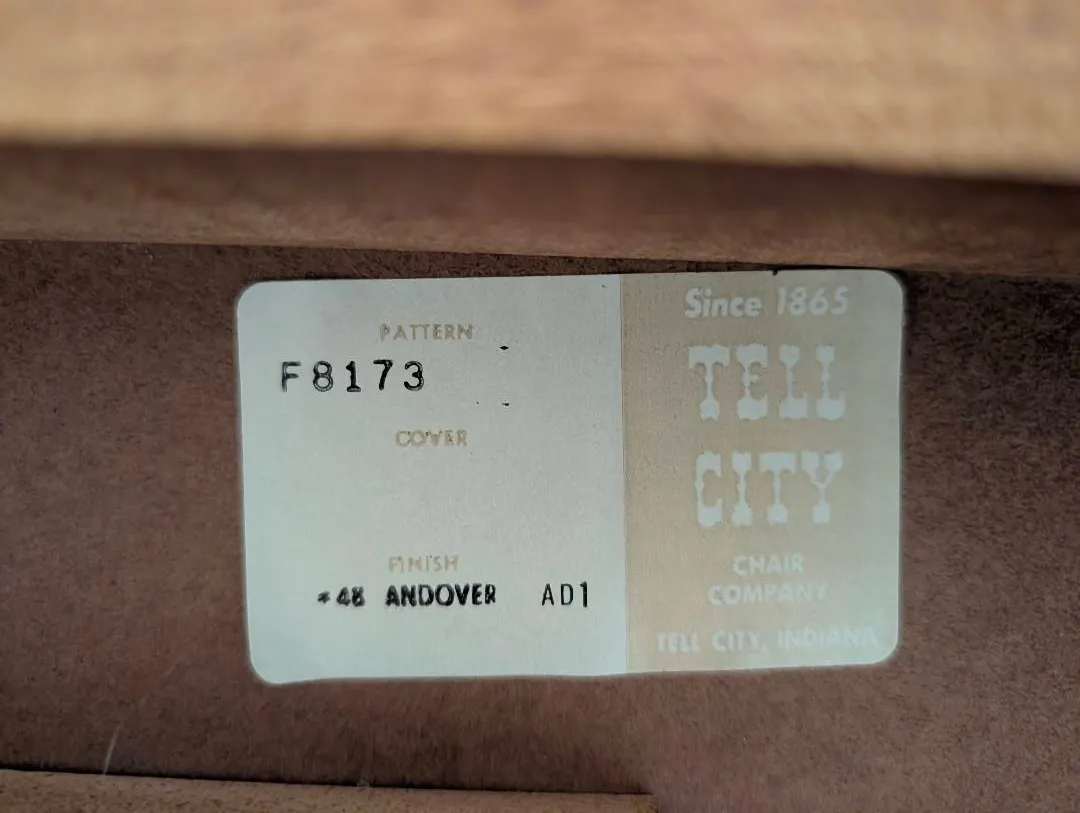 PATTERN
F8173
COVER
FINISH
*48 ANDOVER AD1
Since 1865
TELL
CITY
CHAIR
COMPANY
TELL CITY, INDIANA